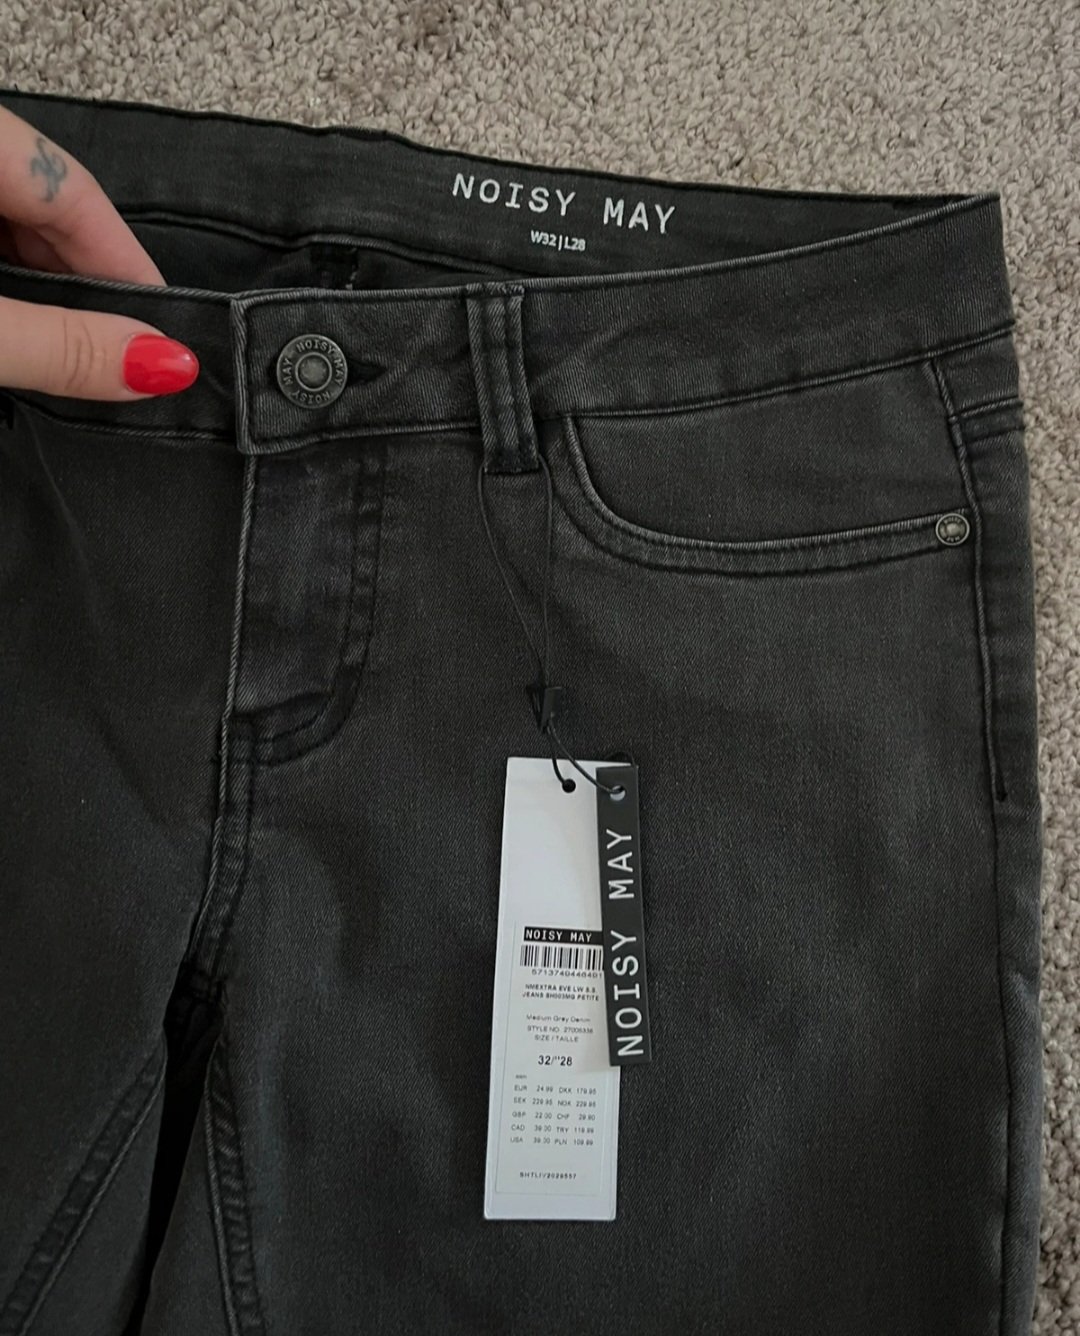 NOISY MAY
W32|L28
NOISY MAY NOISY MAY
NOISY MAY
NOISY MAY
NMEXTRA EVE LW S.S.
JEANS SH003MG PETITE
Medium Grey Denim
STYLE NO. 27006338
SIZE / TAILLE
32/"28
EUR 24.99 DKK 179.95
SEK 229.95 NOK 229.95
GBP 22.00 CHF 29.90
CAD 39.00 TRY 119.99
USA 39.00 PLN 109.99